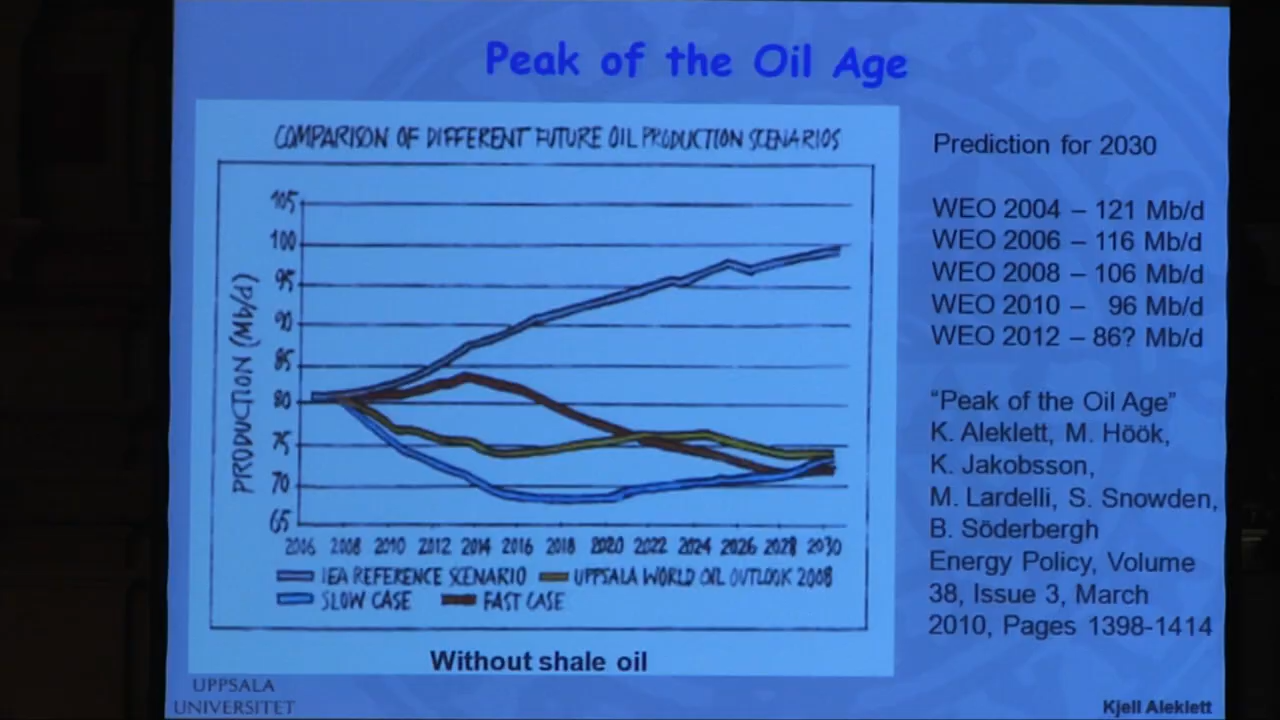 Peak of the Oil Age
COMPARISON OF DIFFERENT FUTURE OIL PRODUCTION SCENARIOS
PRODUCTION (Mb/d)
105
100
95
90
85
80
75
70
65
2006 2008 2010 2012 2014 2016 2018 2020 2022 2024 2026 2028 2030
IEA REFERENCE SCENARIO UPPSALA WORLD OIL OUTLOOK 2008
SLOW CASE FAST CASE
Without shale oil
Prediction for 2030
WEO 2004 – 121 Mb/d
WEO 2006 – 116 Mb/d
WEO 2008 – 106 Mb/d
WEO 2010 – 96 Mb/d
WEO 2012 – 86? Mb/d
“Peak of the Oil Age”
K. Aleklett, M. Höök,
K. Jakobsson,
M. Lardelli, S. Snowden,
B. Söderbergh
Energy Policy, Volume
38, Issue 3, March
2010, Pages 1398-1414
UPPSALA
UNIVERSITET
Kjell Aleklett